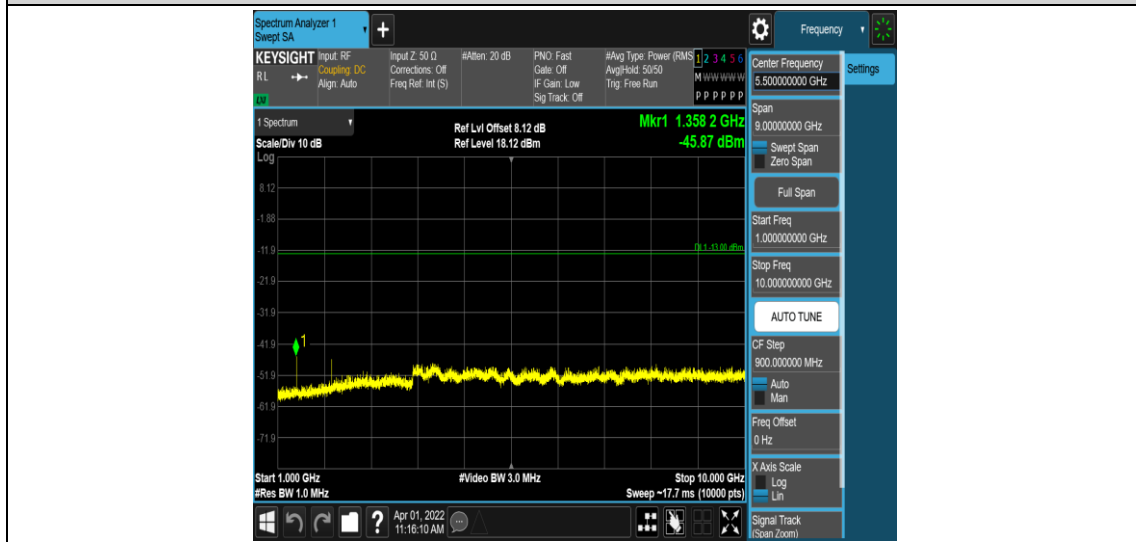 Spectrum Analyzer 1
Swept SA
Frequency
KEYSIGHT
RL
LXI
Input: RF
Coupling: DC
Align: Auto
Input Z: 50 Ω
Corrections: Off
Freq Ref: Int (S)
#Atten: 20 dB
PNO: Fast
Gate: Off
IF Gain: Low
Sig Track: Off
#Avg Type: Power (RMS
Avg|Hold: 50/50
Trig: Free Run
1 2 3 4 5 6
M W W W W W
P P P P P P
Center Frequency
5.500000000 GHz
Settings
1 Spectrum
Scale/Div 10 dB
Ref Lvl Offset 8.12 dB
Ref Level 18.12 dBm
Mkr1 1.358 2 GHz
-45.87 dBm
Span
9.00000000 GHz
Swept Span
Zero Span
Full Span
Log
8.12
-1.88
-11.9
-21.9
-31.9
-41.9
-51.9
-61.9
-71.9
DL1 -13.00 dBm
1
Start Freq
1.000000000 GHz
Stop Freq
10.000000000 GHz
AUTO TUNE
CF Step
900.000000 MHz
Auto
Man
Freq Offset
0 Hz
X Axis Scale
Log
Lin
Signal Track
(Span Zoom)
Start 1.000 GHz
#Video BW 3.0 MHz
Stop 10.000 GHz
#Res BW 1.0 MHz
Sweep ~17.7 ms (10000 pts)
?
Apr 01, 2022
11:16:10 AM